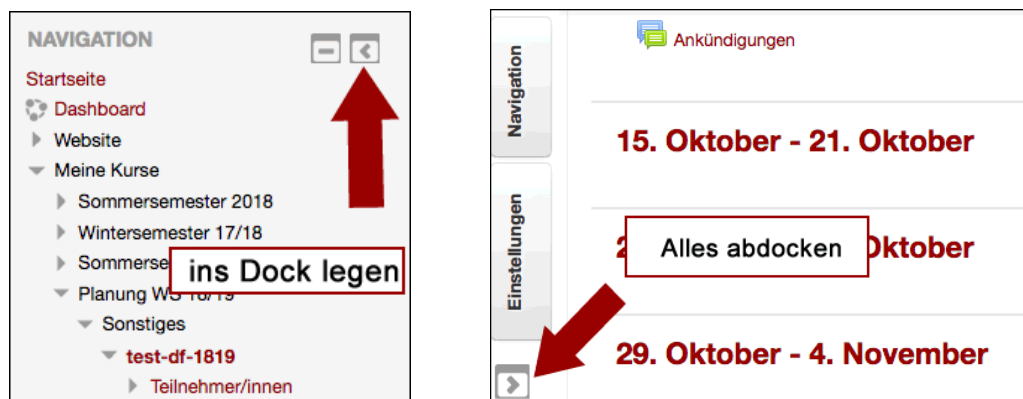 NAVIGATION
Startseite
Dashboard
Website
Meine Kurse
Sommersemester 2018
Wintersemester 17/18
Sommerse
ins Dock legen
Planung WS
Sonstiges
test-df-1819
Teilnehmer/innen
Navigation
Einstellungen
Ankündigungen
15. Oktober - 21. Oktober
Alles abdocken
Oktober
29. Oktober - 4. November